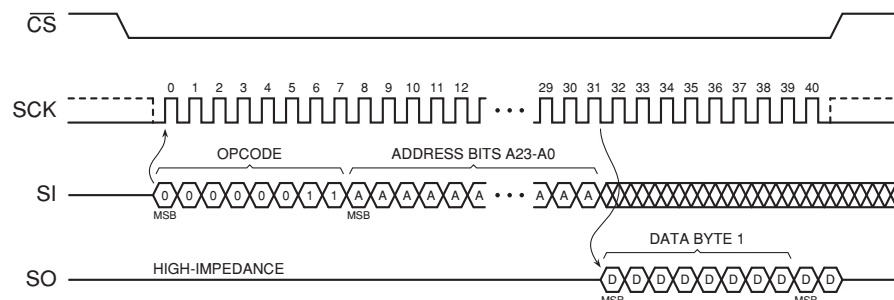 CS
0 1 2 3 4 5 6 7 8 9 10 11 12 29 30 31 32 33 34 35 36 37 38 39 40
SCK
OPCODE
ADDRESS BITS A23-A0
SI 0 0 0 0 0 0 1 1 A A A A A A A A A
MSB MSB
DATA BYTE 1
HIGH-IMPEDANCE
SO D D D D D D D D D D
MSB MSB